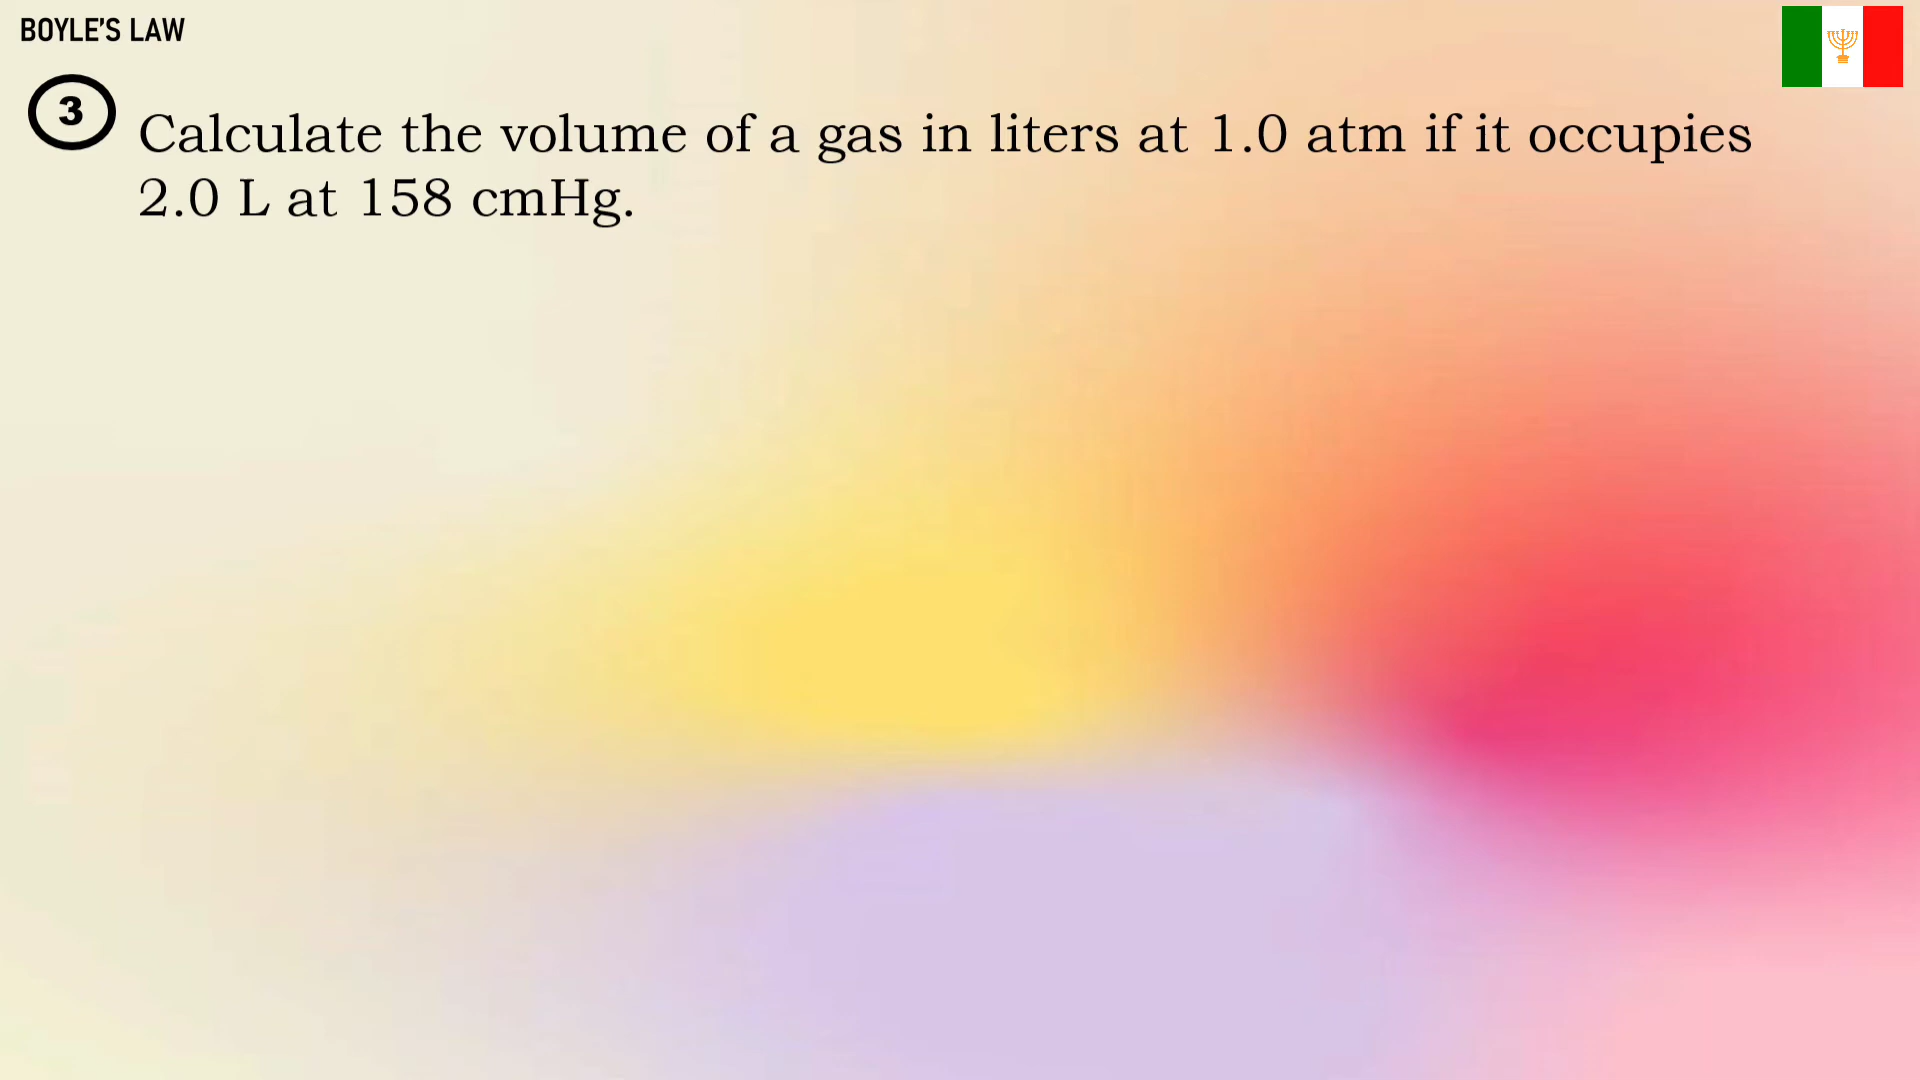 BOYLE’S LAW
3
Calculate the volume of a gas in liters at 1.0 atm if it occupies
2.0 L at 158 cmHg.